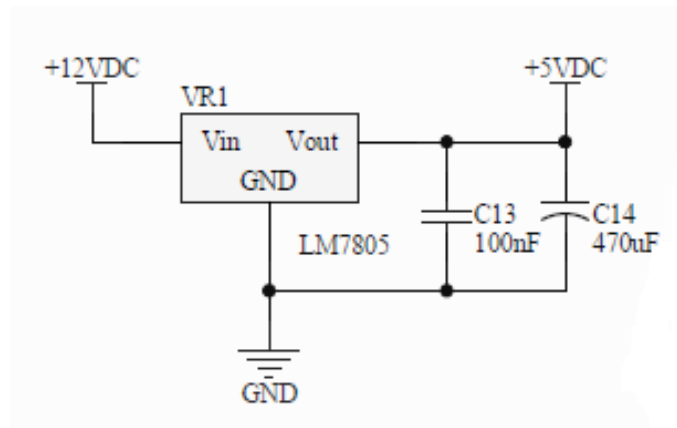 +12VDC
+5VDC
VR1
Vin Vout
GND
LM7805
C13
100nF
C14
470uF
GND